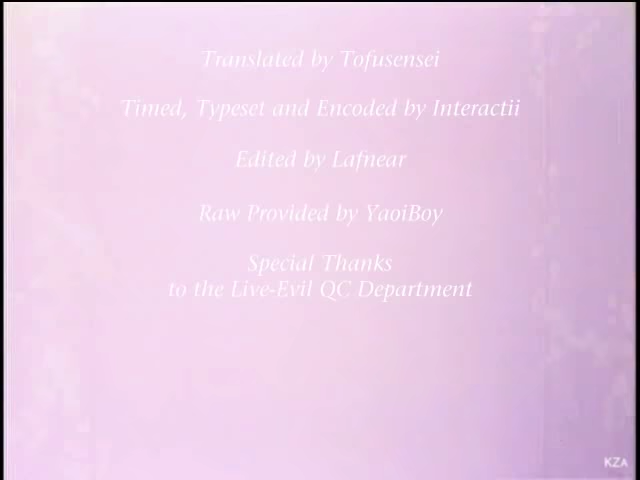 Translated by Tofusensei
Timed, Typeset and Encoded by Interactii
Edited by Lafnear
Raw Provided by YaoiBoy
Special Thanks
to the Live-Evil QC Department
KZA